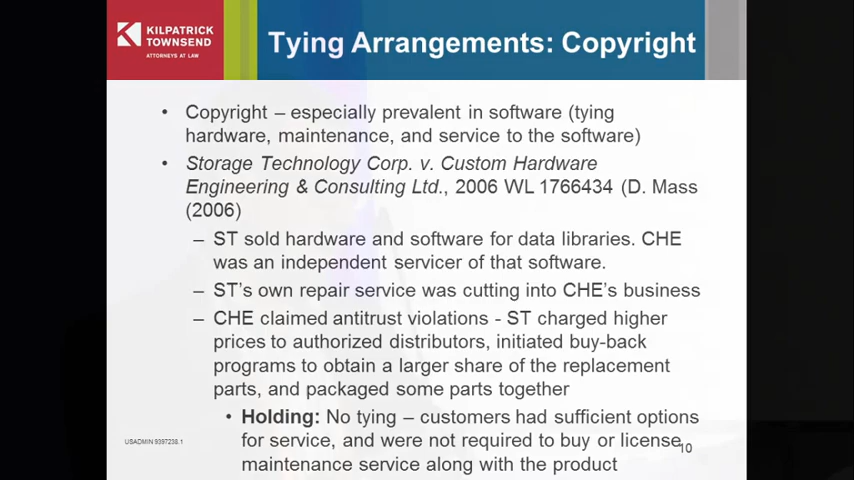 KILPATRICK
TOWNSEND
ATTORNEYS AT LAW
Tying Arrangements: Copyright
• Copyright – especially prevalent in software (tying
hardware, maintenance, and service to the software)
• Storage Technology Corp. v. Custom Hardware
Engineering & Consulting Ltd., 2006 WL 1766434 (D. Mass
(2006)
– ST sold hardware and software for data libraries. CHE
was an independent servicer of that software.
– ST's own repair service was cutting into CHE's business
– CHE claimed antitrust violations - ST charged higher
prices to authorized distributors, initiated buy-back
programs to obtain a larger share of the replacement
parts, and packaged some parts together
• Holding: No tying – customers had sufficient options
for service, and were not required to buy or license
maintenance service along with the product
USADMIN 9397238.1
10